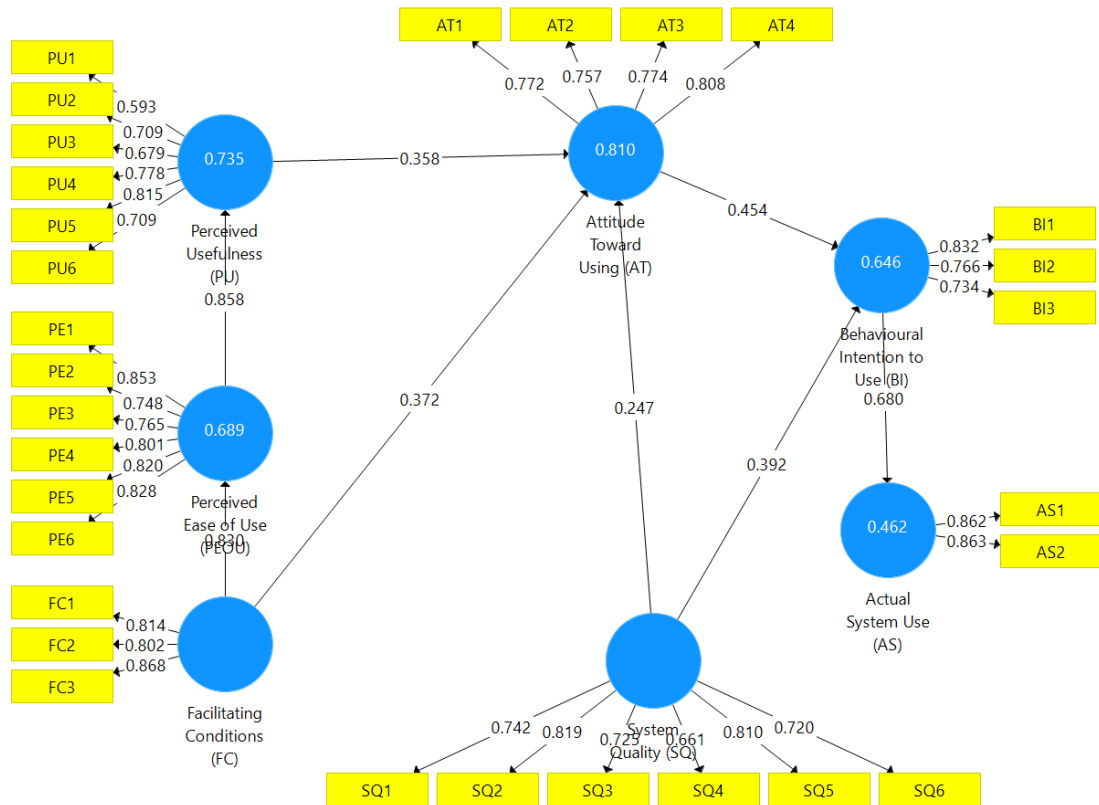 AT1
AT2
AT3
AT4
0.772
0.757
0.774
0.808
PU1
PU2
PU3
PU4
PU5
PU6
0.593
0.709
0.679
0.778
0.815
0.709
0.735
Perceived
Usefulness
(PU)
0.358
0.810
Attitude
Toward
Using (AT)
0.454
0.646
Behavioural
Intention to
Use (BI)
0.832
0.766
0.734
BI1
BI2
BI3
0.858
PE1
PE2
PE3
PE4
PE5
PE6
0.853
0.748
0.765
0.801
0.820
0.828
0.689
Perceived
Ease of Use
(PEOU)
0.830
0.372
0.247
0.392
0.680
0.462
Actual
System Use
(AS)
0.862
0.863
AS1
AS2
FC1
FC2
FC3
0.814
0.802
0.868
Facilitating
Conditions
(FC)
System
Quality (SQ)
0.742
0.819
0.725
0.661
0.810
0.720
SQ1
SQ2
SQ3
SQ4
SQ5
SQ6